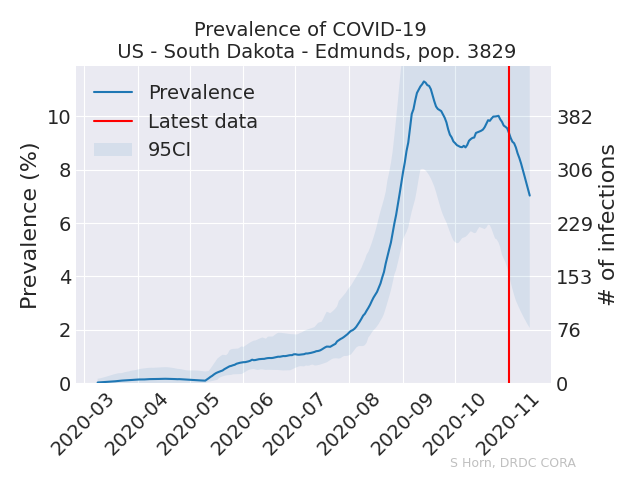 Prevalence of COVID-19
US - South Dakota - Edmunds, pop. 3829
Prevalence
Latest data
95CI
Prevalence (%)
10
8
6
4
2
0
382
306
229
153
76
0
# of infections
2020-03
2020-04
2020-05
2020-06
2020-07
2020-08
2020-09
2020-10
2020-11
S Horn, DRDC CORA